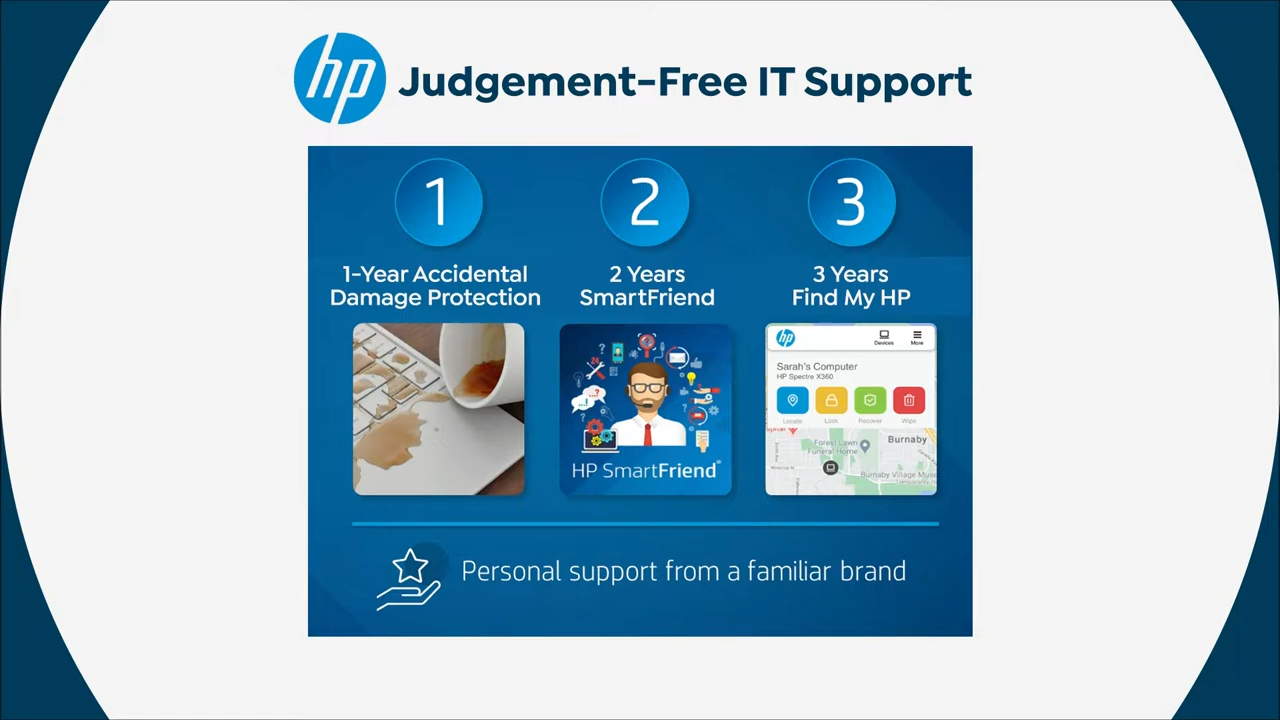 hp Judgement-Free IT Support
1
2
3
1-Year Accidental
Damage Protection
2 Years
SmartFriend
3 Years
Find My HP
HP SmartFriend
hp
Devices
More
Sarah's Computer
HP Spectre X360
Locate
Lock
Recover
Wipe
Forest Lawn
Funeral Home
Burnaby
Burnaby Village Muse
Personal support from a familiar brand